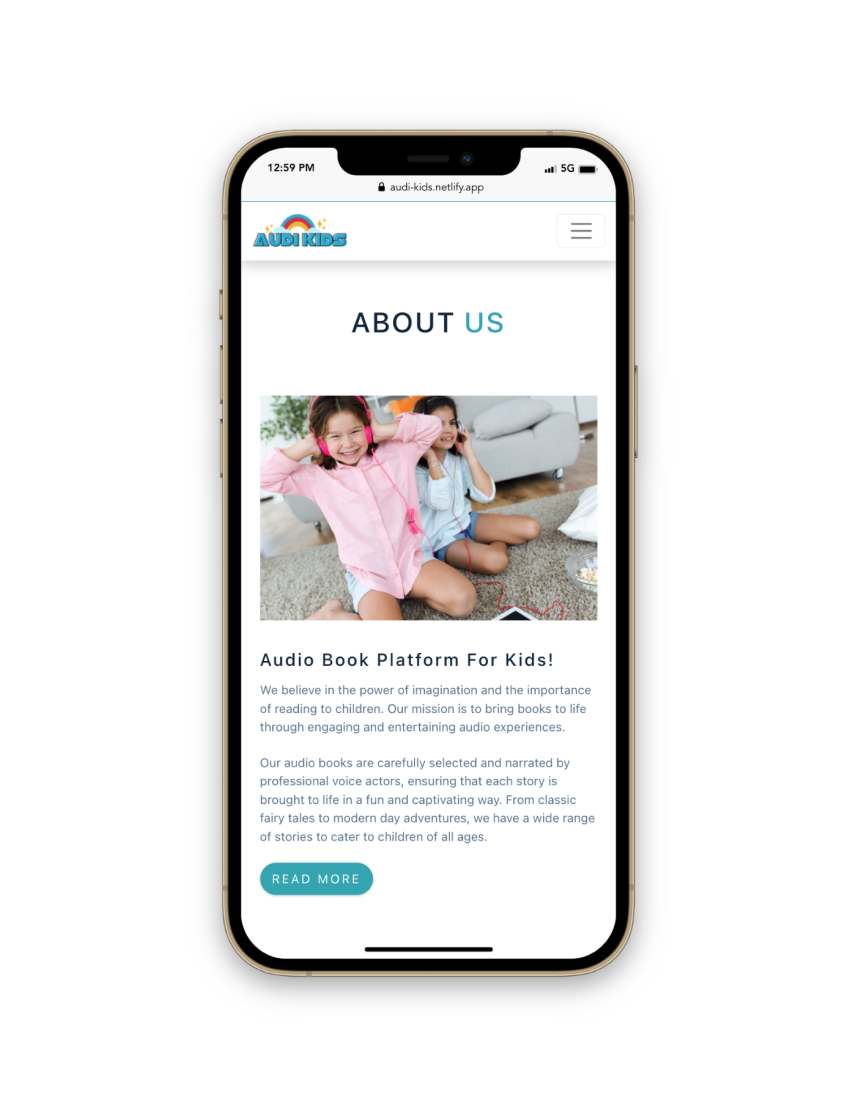 12:59 PM
5G
audi-kids.netlify.app
AUDI KIDS
ABOUT US
Audio Book Platform For Kids!
We believe in the power of imagination and the importance
of reading to children. Our mission is to bring books to life
through engaging and entertaining audio experiences.
Our audio books are carefully selected and narrated by
professional voice actors, ensuring that each story is
brought to life in a fun and captivating way. From classic
fairy tales to modern day adventures, we have a wide range
of stories to cater to children of all ages.
READ MORE